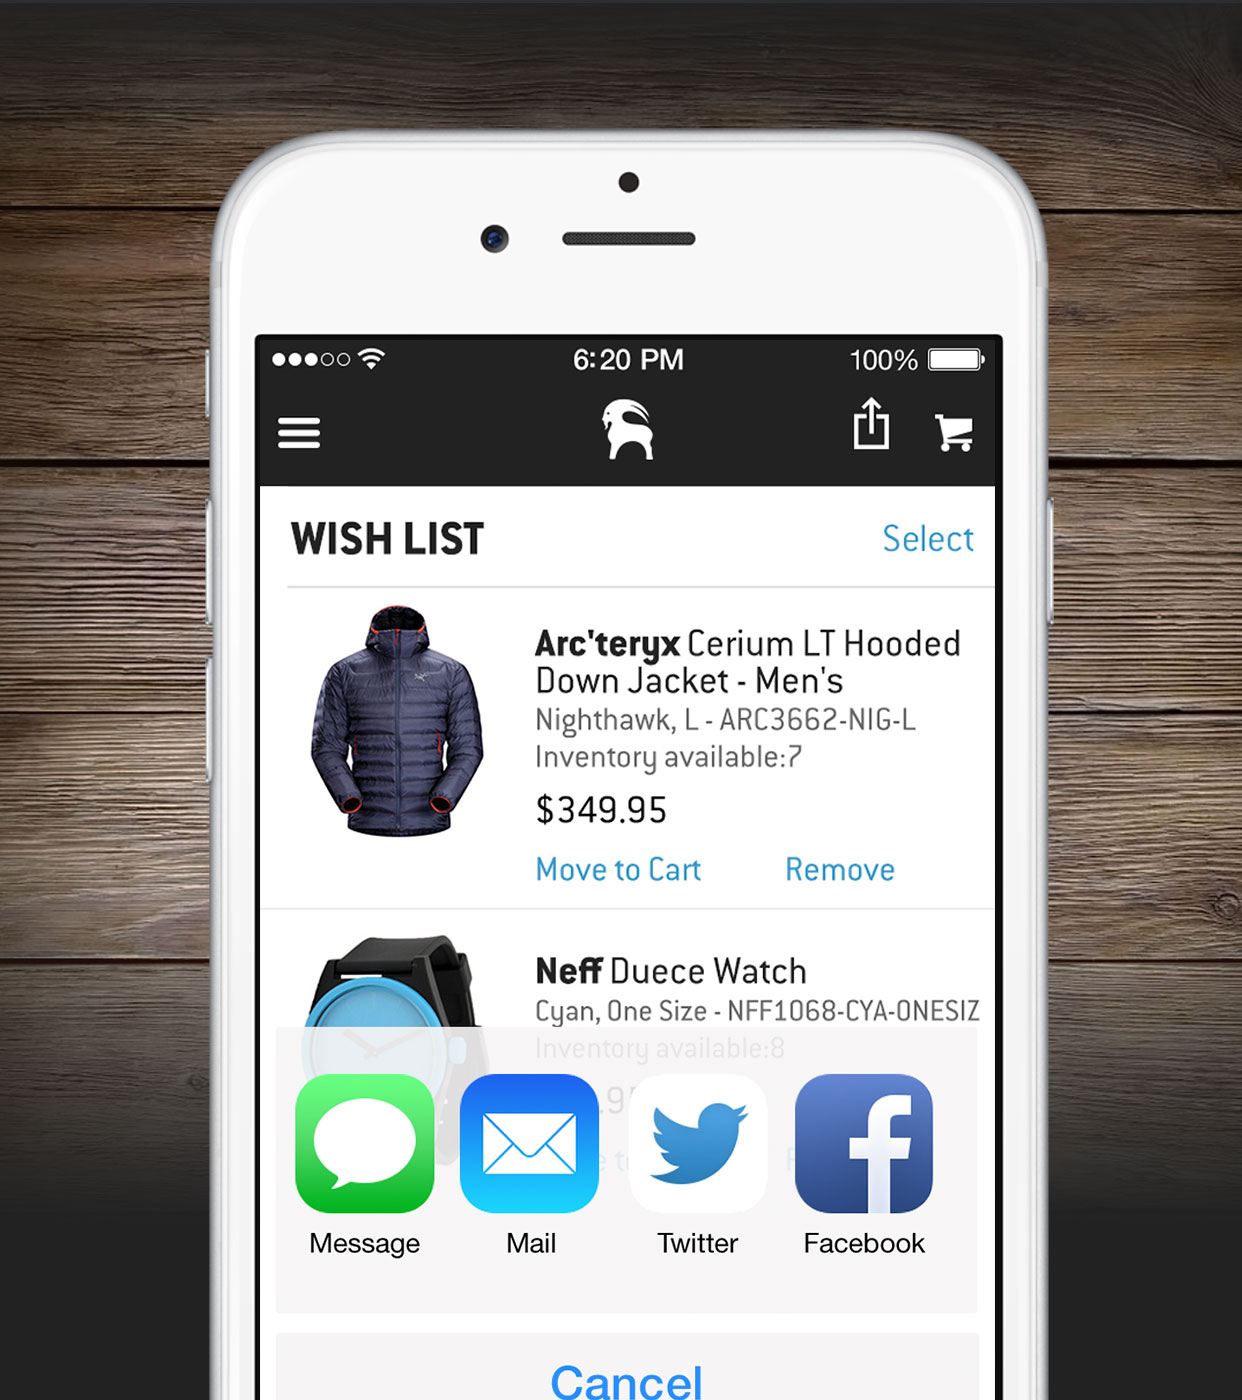 6:20 PM
100%
WISH LIST
Select
Arc'teryx Cerium LT Hooded
Down Jacket - Men's
Nighthawk, L - ARC3662-NIG-L
Inventory available:7
$349.95
Move to Cart
Remove
Neff Duece Watch
Cyan, One Size - NFF1068-CYA-ONESIZ
Inventory available:8
Message
Mail
Twitter
Facebook
Cancel